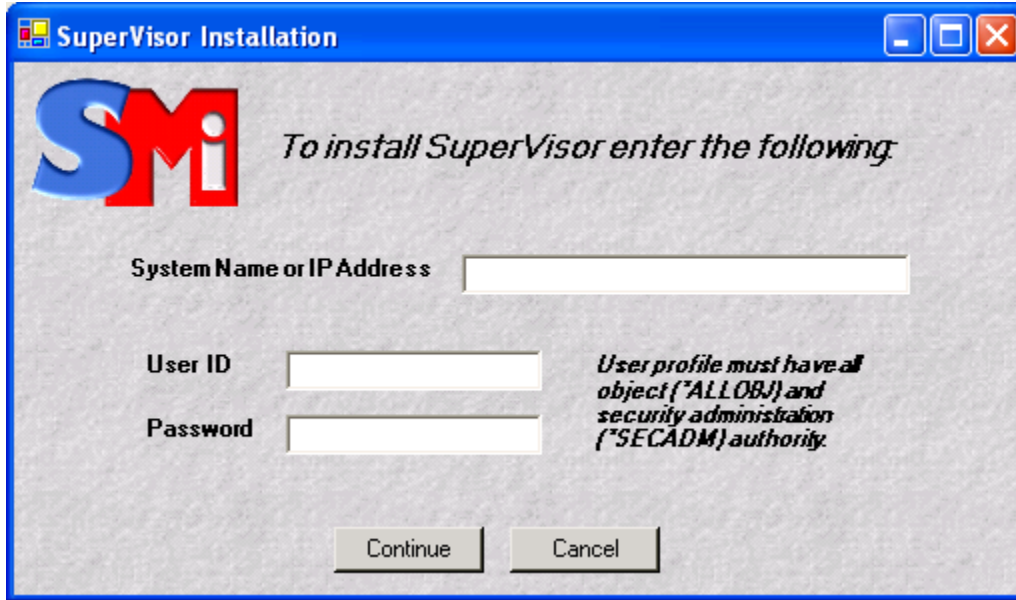 SuperVisor Installation
SMi
To install SuperVisor enter the following:
System Name or IP Address
User ID
User profile must have all
object (*ALLOBJ) and
security administration
(*SECADM) authority.
Password
Continue
Cancel